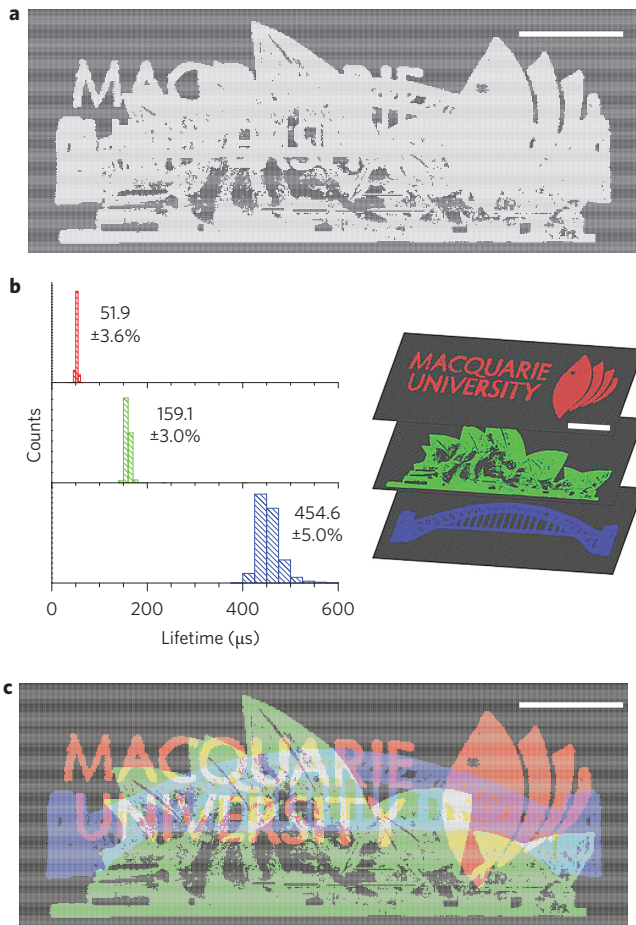 a
MACQUARIE
b
51.9
±3.6%
159.1
±3.0%
454.6
±5.0%
Counts
0
200
400
600
Lifetime (µs)
MACQUARIE
UNIVERSITY
c
MACQUARIE
UNIVERSITY